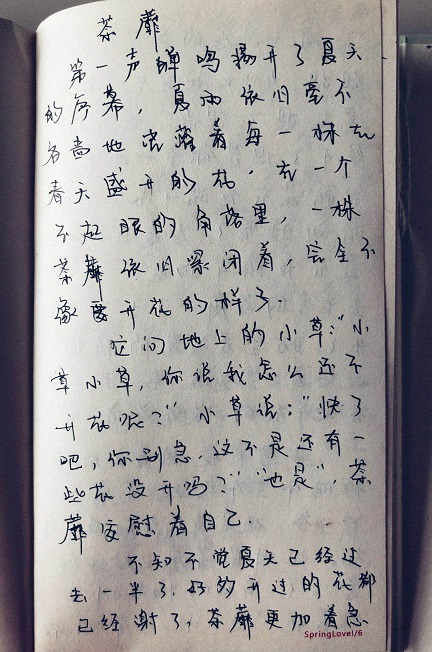 荼蘼
第一声蝉鸣揭开了夏天
的序幕，夏雨依旧毫不
吝啬地洒落着每一株在
春天盛开的花，在一个
不起眼的角落里，一株
荼蘼依旧紧闭着，完全不
像要开花的样子。
它问地上的小草："小
草小草，你说我怎么还不
开花呢？"小草说："快了
吧，你别急，这不是还有一
些花没开吗？""也是"，荼
蘼安慰着自己.
不知不觉夏天已经过
去一半了，好多开过的花都
已经谢了，荼蘼更加着急
SpringLove!/6